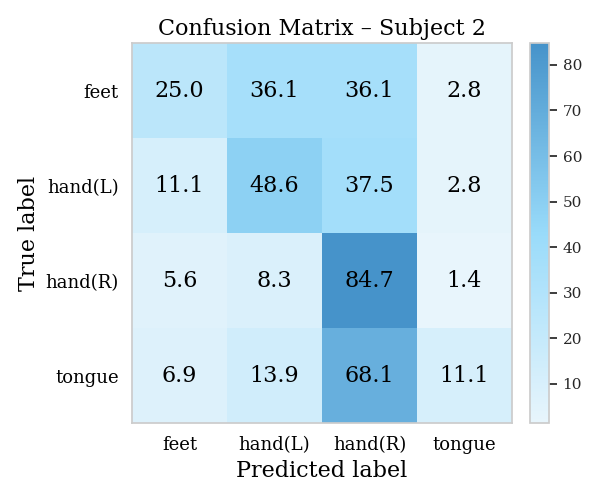 Confusion Matrix – Subject 2
feet 25.0 36.1 36.1 2.8
hand(L) 11.1 48.6 37.5 2.8
hand(R) 5.6 8.3 84.7 1.4
tongue 6.9 13.9 68.1 11.1
feet hand(L) hand(R) tongue
Predicted label
True label
80
70
60
50
40
30
20
10